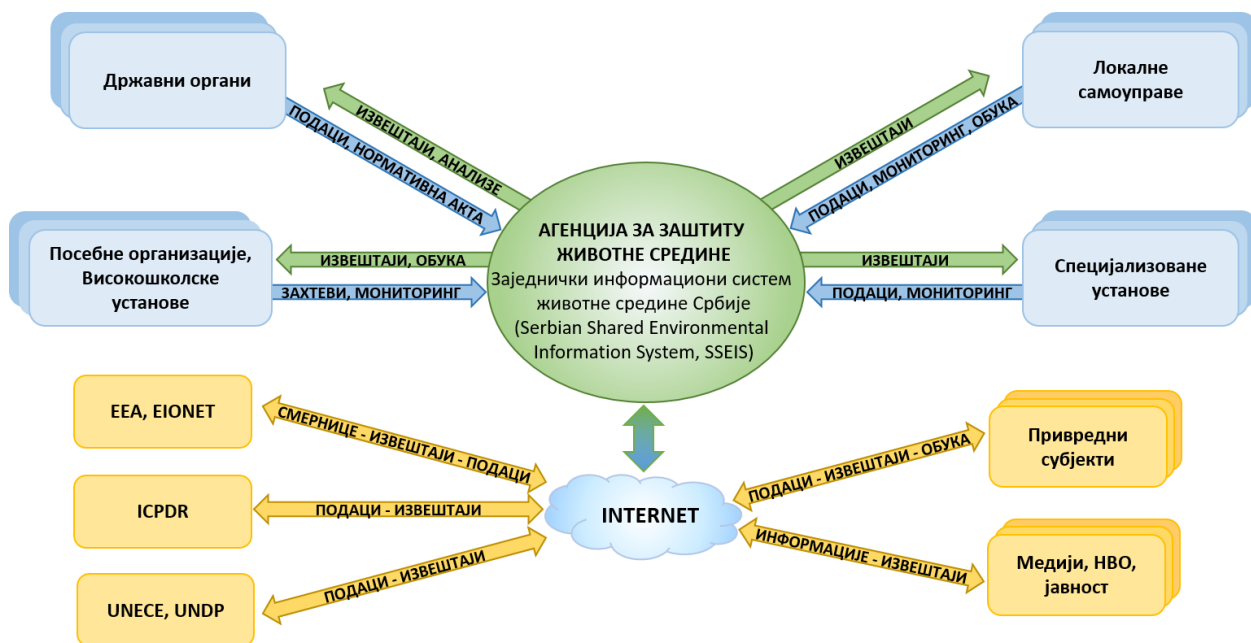 Државни органи
Локалне
самоуправе
ИЗВЕШТАЈИ, АНАЛИЗЕ
ПОДАЦИ, НОРМАТИВНА АКТА
ИЗВЕШТАЈИ
ПОДАЦИ, МОНИТОРИНГ, ОБУКА
АГЕНЦИЈА ЗА ЗАШТИТУ
ЖИВОТНЕ СРЕДИНЕ
Заједнички информациони систем
животне средине Србије
(Serbian Shared Environmental
Information System, SSEIS)
Посебне организације,
Високошколске
установе
ИЗВЕШТАЈИ, ОБУКА
ЗАХТЕВИ, МОНИТОРИНГ
ИЗВЕШТАЈИ
ПОДАЦИ, МОНИТОРИНГ
Специјализоване
установе
EEA, EIONET
СМЕРНИЦЕ - ИЗВЕШТАЈИ - ПОДАЦИ
ICPDR
ПОДАЦИ - ИЗВЕШТАЈИ
UNECE, UNDP
ПОДАЦИ - ИЗВЕШТАЈИ
INTERNET
ПОДАЦИ - ИЗВЕШТАЈИ - ОБУКА
Привредни
субјекти
ИНФОРМАЦИЈЕ - ИЗВЕШТАЈИ
Медији, НВО,
јавност